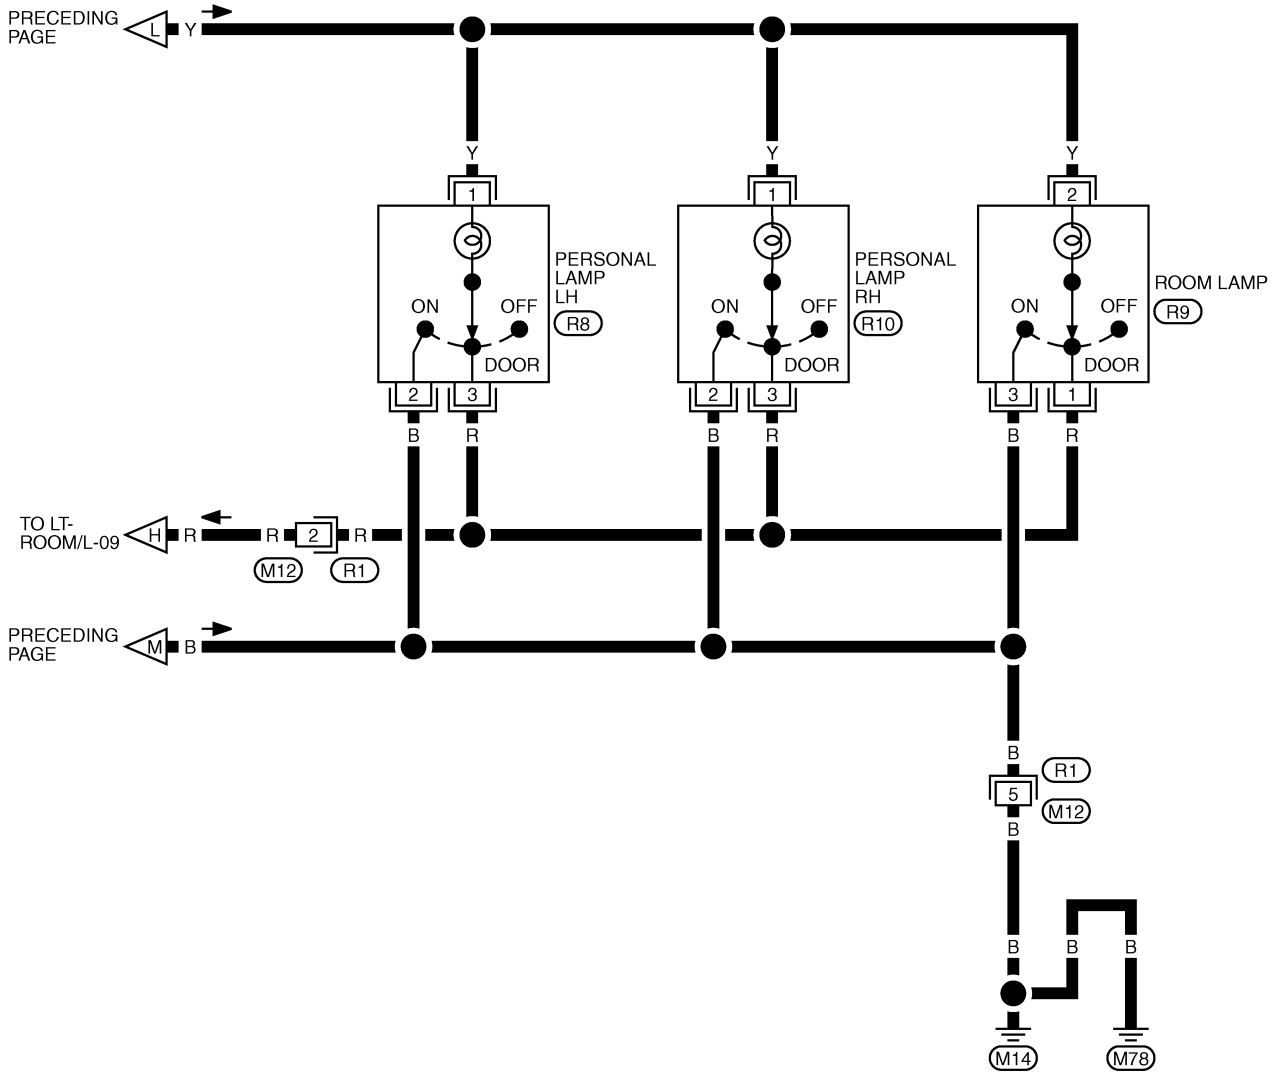 PRECEDING
PAGE
L
Y
Y
Y
Y
1
1
2
PERSONAL
LAMP
LH
R8
PERSONAL
LAMP
RH
R10
ROOM LAMP
R9
ON
OFF
DOOR
ON
OFF
DOOR
ON
OFF
DOOR
2
3
2
3
3
1
B
R
B
R
B
R
TO LT-
ROOM/L-09
H
R
R
2
R
M12
R1
PRECEDING
PAGE
M
B
B
R1
5
M12
B
B
B
B
M14
M78